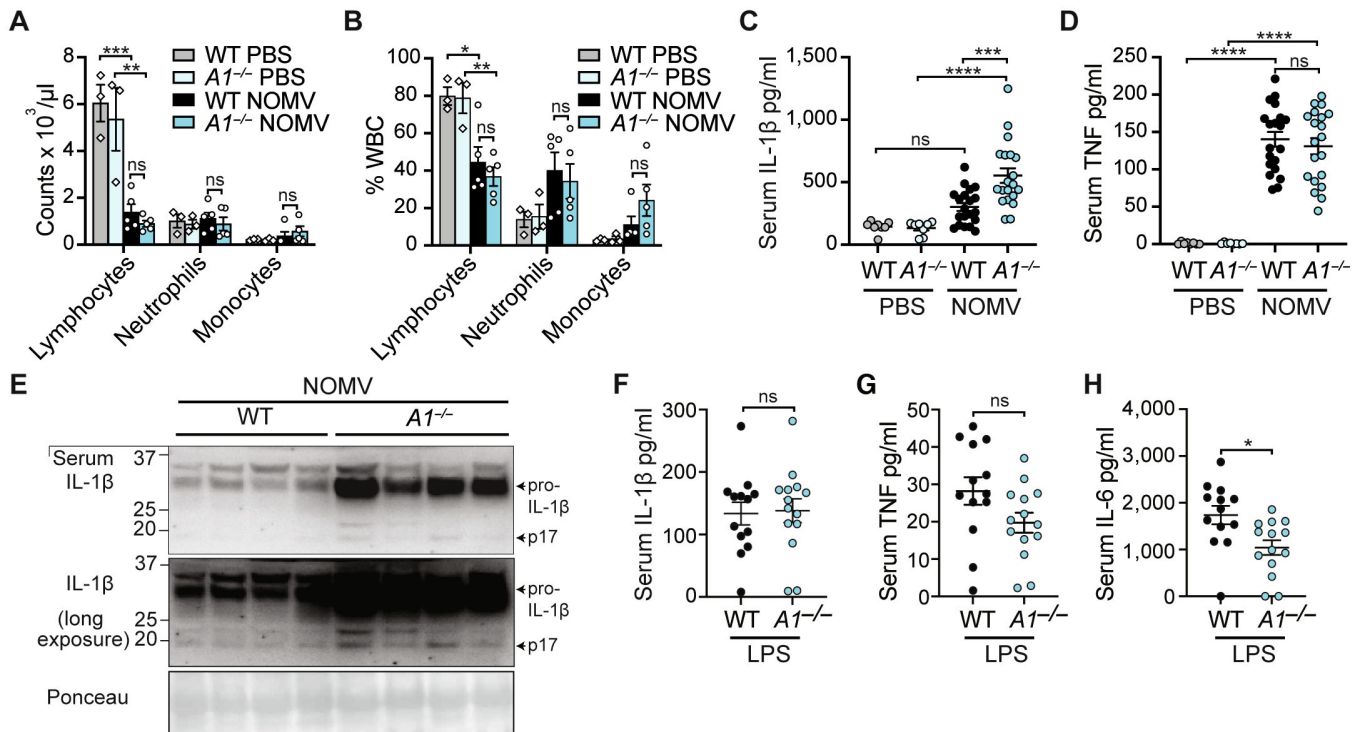 A
Counts x 10³/µl
8
6
4
2
0
*** **
ns
ns
ns
WT PBS
A1⁻/⁻ PBS
WT NOMV
A1⁻/⁻ NOMV
Lymphocytes
Neutrophils
Monocytes
B
% WBC
100
80
60
40
20
0
* **
ns
ns
ns
WT PBS
A1⁻/⁻ PBS
WT NOMV
A1⁻/⁻ NOMV
Lymphocytes
Neutrophils
Monocytes
C
Serum IL-1β pg/ml
1,500
1,000
500
0
***
****
ns
WT A1⁻/⁻ WT A1⁻/⁻
PBS NOMV
D
Serum TNF pg/ml
250
200
150
100
50
0
****
****
ns
WT A1⁻/⁻ WT A1⁻/⁻
PBS NOMV
E
NOMV
WT A1⁻/⁻
Serum
IL-1β
37
25
20
pro-
IL-1β
p17
IL-1β
(long
exposure)
37
25
20
pro-
IL-1β
p17
Ponceau
F
Serum IL-1β pg/ml
300
200
100
0
ns
WT A1⁻/⁻
LPS
G
Serum TNF pg/ml
50
40
30
20
10
0
ns
WT A1⁻/⁻
LPS
H
Serum IL-6 pg/ml
4,000
3,000
2,000
1,000
0
*
WT A1⁻/⁻
LPS